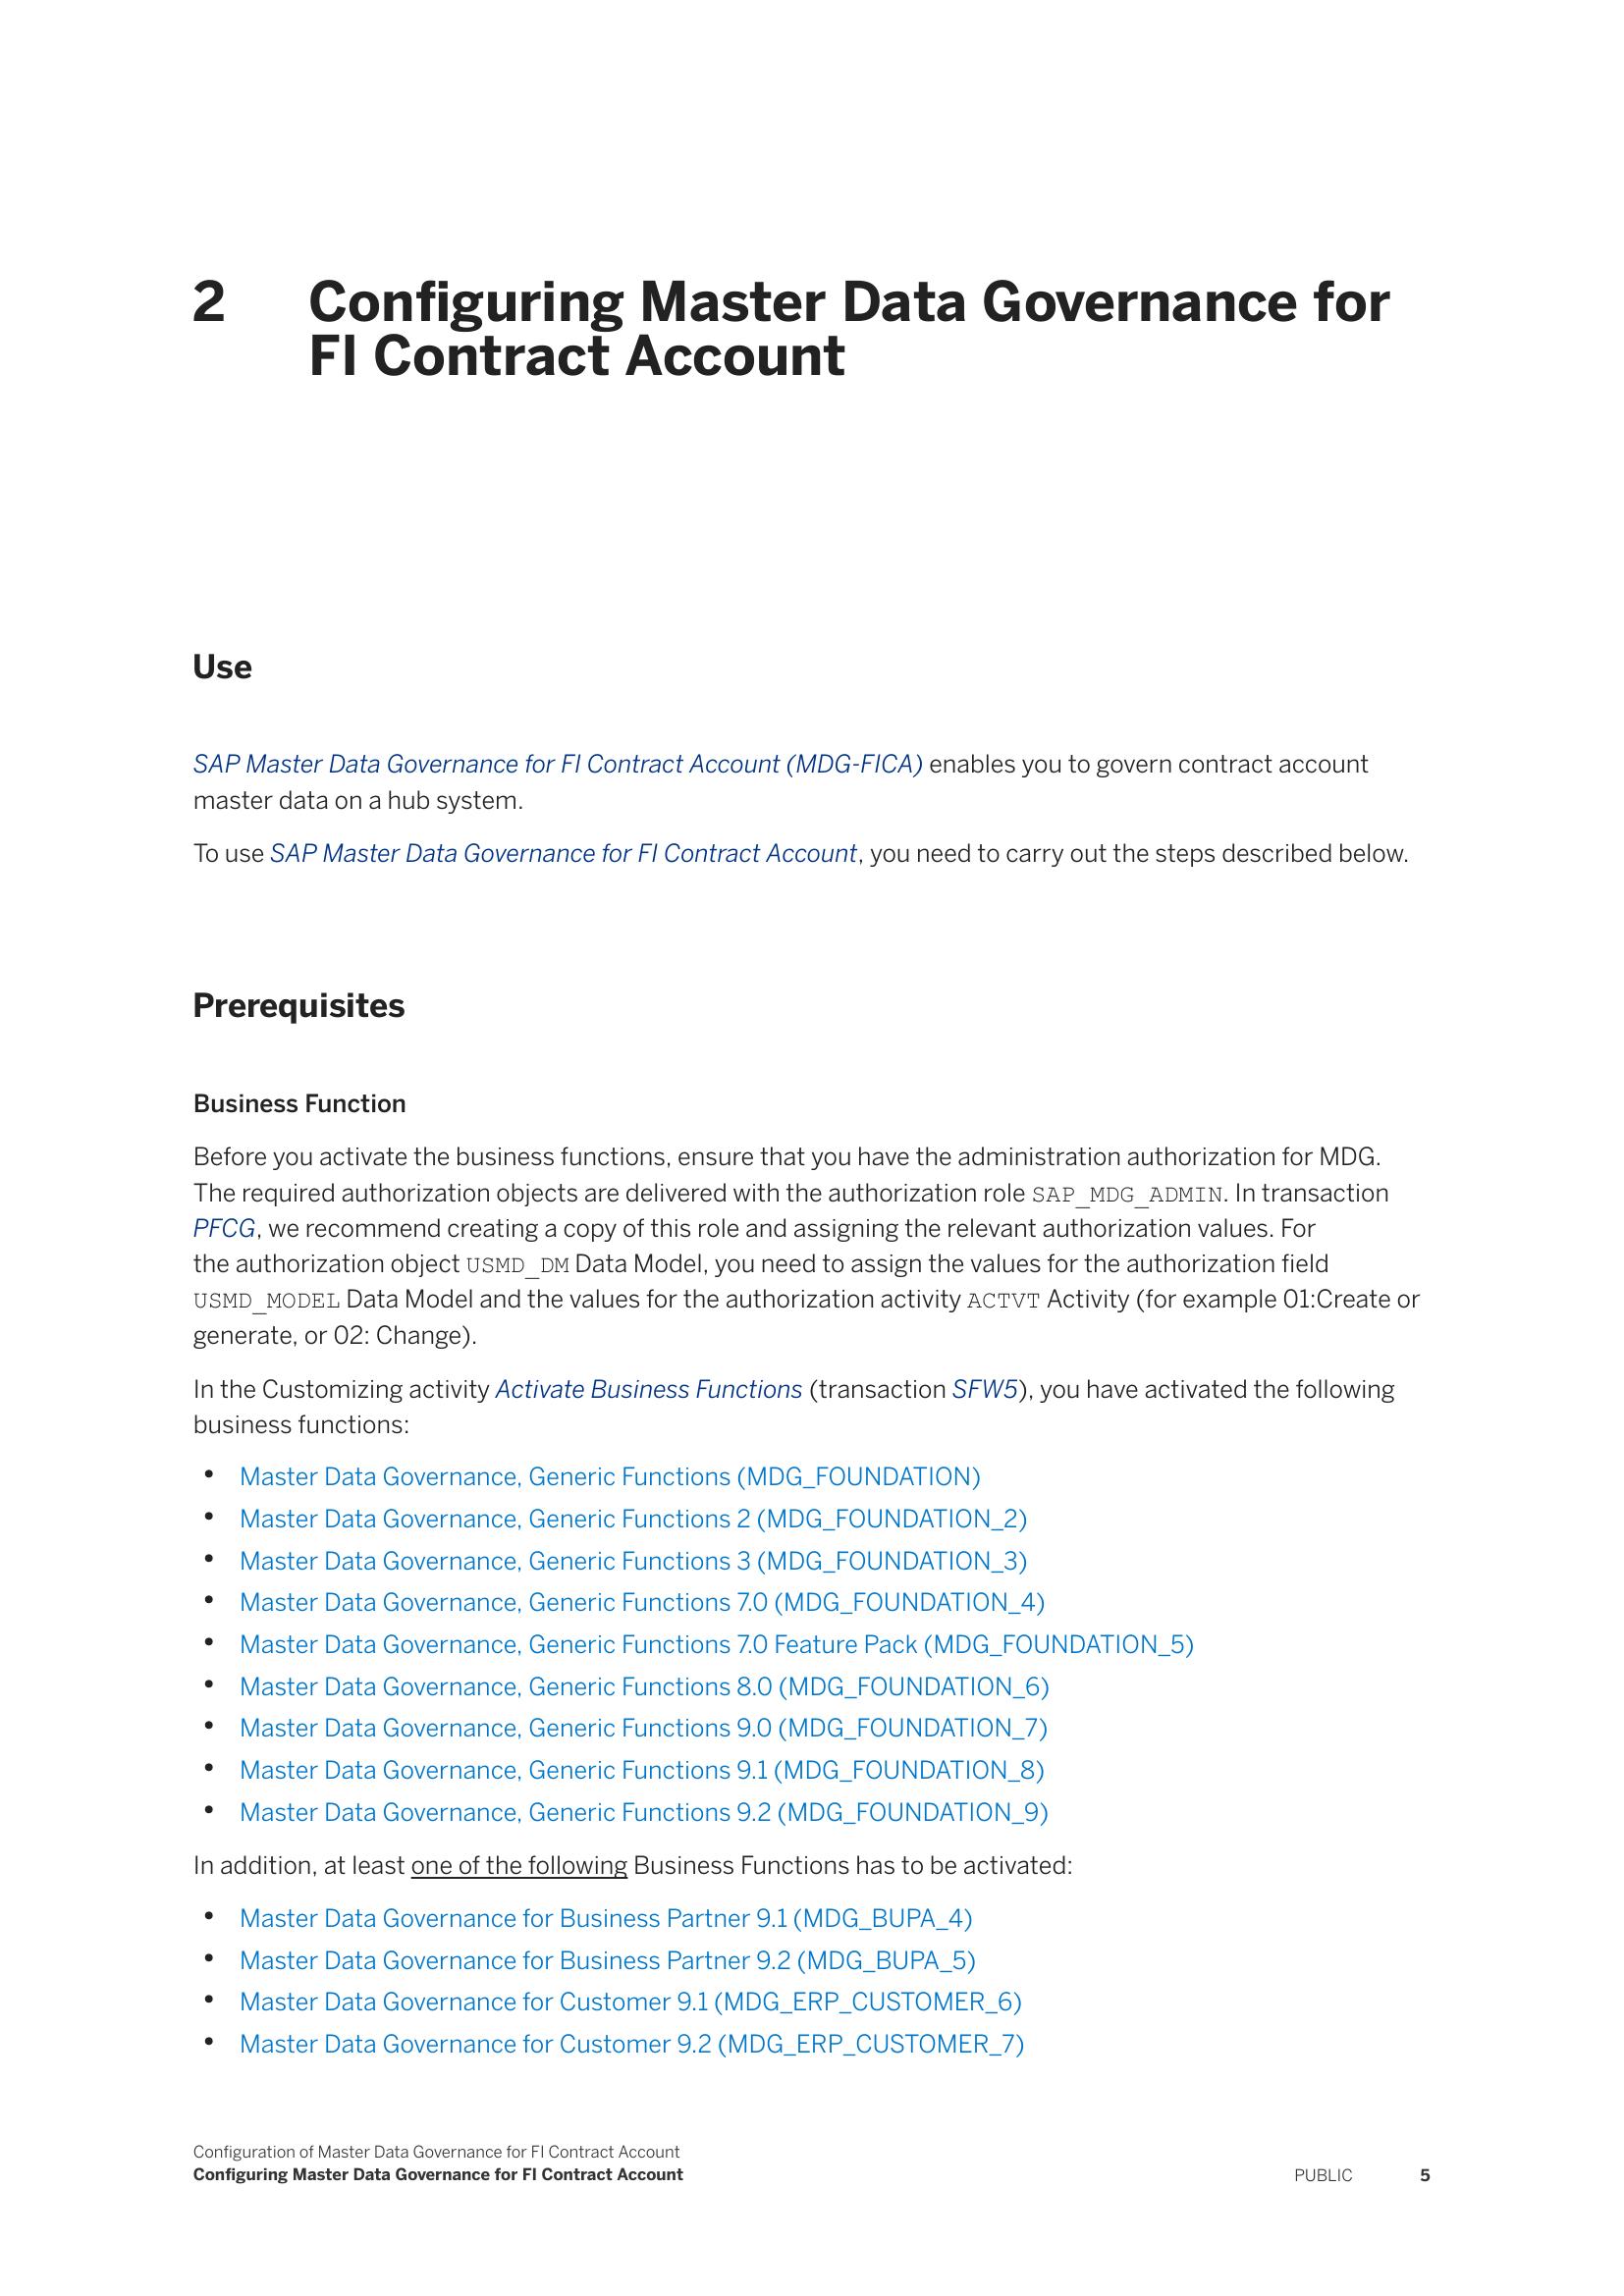 2 Configuring Master Data Governance for
FI Contract Account
Use
SAP Master Data Governance for FI Contract Account (MDG-FICA) enables you to govern contract account
master data on a hub system.
To use SAP Master Data Governance for FI Contract Account, you need to carry out the steps described below.
Prerequisites
Business Function
Before you activate the business functions, ensure that you have the administration authorization for MDG.
The required authorization objects are delivered with the authorization role SAP_MDG_ADMIN. In transaction
PFCG, we recommend creating a copy of this role and assigning the relevant authorization values. For
the authorization object USMD_DM Data Model, you need to assign the values for the authorization field
USMD_MODEL Data Model and the values for the authorization activity ACTVT Activity (for example 01:Create or
generate, or 02: Change).
In the Customizing activity Activate Business Functions (transaction SFW5), you have activated the following
business functions:
• Master Data Governance, Generic Functions (MDG_FOUNDATION)
• Master Data Governance, Generic Functions 2 (MDG_FOUNDATION_2)
• Master Data Governance, Generic Functions 3 (MDG_FOUNDATION_3)
• Master Data Governance, Generic Functions 7.0 (MDG_FOUNDATION_4)
• Master Data Governance, Generic Functions 7.0 Feature Pack (MDG_FOUNDATION_5)
• Master Data Governance, Generic Functions 8.0 (MDG_FOUNDATION_6)
• Master Data Governance, Generic Functions 9.0 (MDG_FOUNDATION_7)
• Master Data Governance, Generic Functions 9.1 (MDG_FOUNDATION_8)
• Master Data Governance, Generic Functions 9.2 (MDG_FOUNDATION_9)
In addition, at least one of the following Business Functions has to be activated:
• Master Data Governance for Business Partner 9.1 (MDG_BUPA_4)
• Master Data Governance for Business Partner 9.2 (MDG_BUPA_5)
• Master Data Governance for Customer 9.1 (MDG_ERP_CUSTOMER_6)
• Master Data Governance for Customer 9.2 (MDG_ERP_CUSTOMER_7)
Configuration of Master Data Governance for FI Contract Account
Configuring Master Data Governance for FI Contract Account PUBLIC 5